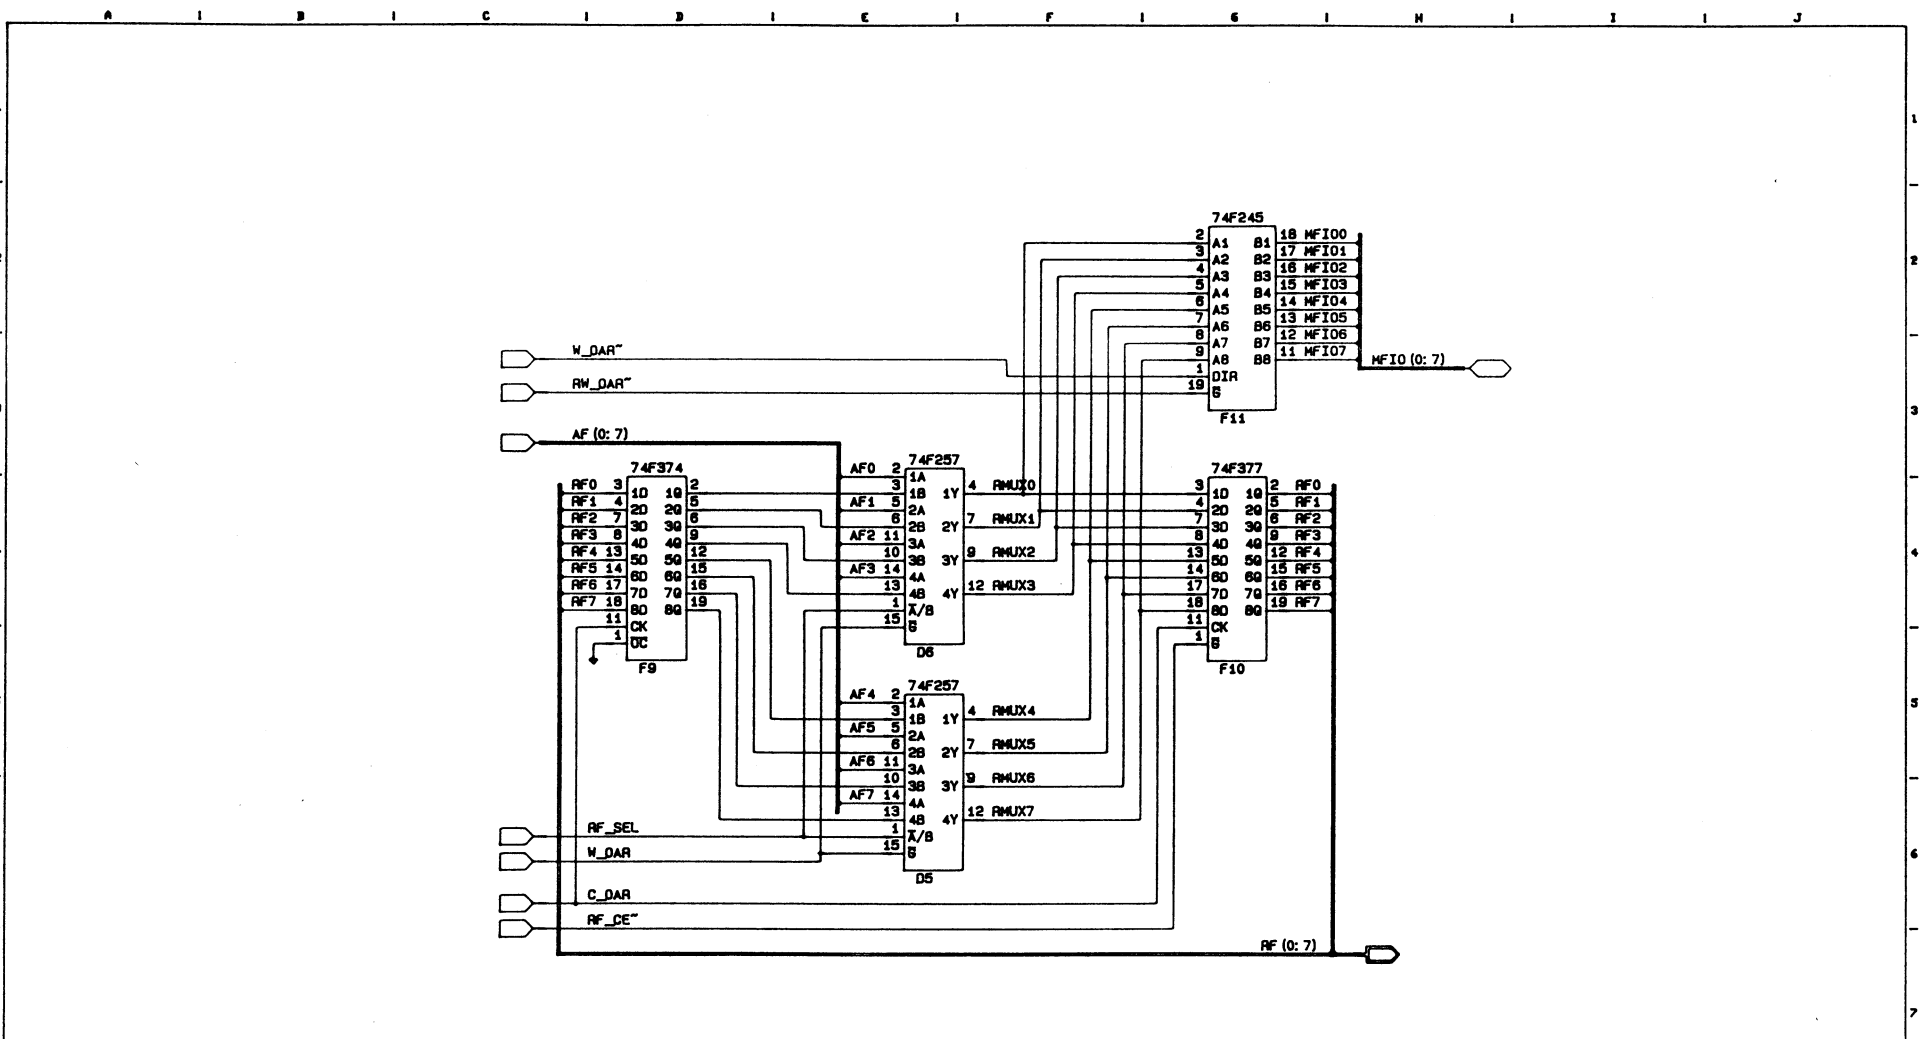 A B C D E F G H I J
1
2
3
4
5
6
7
74F245
2 A1 B1 18 MFIO0
3 A2 B2 17 MFIO1
4 A3 B3 16 MFIO2
5 A4 B4 15 MFIO3
6 A5 B5 14 MFIO4
7 A6 B6 13 MFIO5
8 A7 B7 12 MFIO6
9 A8 B8 11 MFIO7
1 DIR
19 G
F11
MFIO (0: 7)
W_OAR~
RW_OAR~
AF (0: 7)
74F374
RF0 3 1D 1Q 2
RF1 4 2D 2Q 5
RF2 7 3D 3Q 6
RF3 8 4D 4Q 9
RF4 13 5D 5Q 12
RF5 14 6D 6Q 15
RF6 17 7D 7Q 16
RF7 18 8D 8Q 19
11 CK
1 OC
F9
74F257
AF0 2 1A
3 1B 1Y 4 RMUX0
AF1 5 2A
6 2B 2Y 7 RMUX1
AF2 11 3A
10 3B 3Y 9 RMUX2
AF3 14 4A
13 4B 4Y 12 RMUX3
1 A/B
15 G
D6
74F377
3 1D 1Q 2 RF0
4 2D 2Q 5 RF1
7 3D 3Q 6 RF2
8 4D 4Q 9 RF3
13 5D 5Q 12 RF4
14 6D 6Q 15 RF5
17 7D 7Q 16 RF6
18 8D 8Q 19 RF7
11 CK
1 G
F10
74F257
AF4 2 1A
3 1B 1Y 4 RMUX4
AF5 5 2A
6 2B 2Y 7 RMUX5
AF6 11 3A
10 3B 3Y 9 RMUX6
AF7 14 4A
13 4B 4Y 12 RMUX7
1 A/B
15 G
D5
RF_SEL
W_OAR
C_OAR
RF_CE~
RF (0: 7)